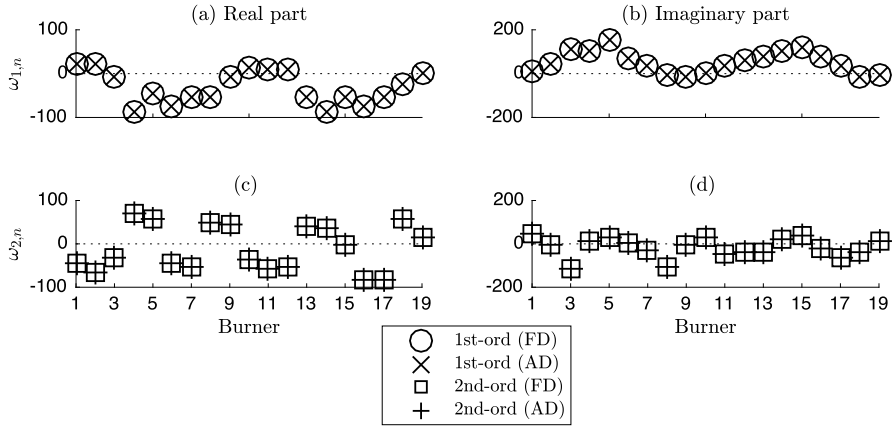 (a) Real part
(b) Imaginary part
100
0
-100
ω1,n
200
0
-200
(c)
(d)
100
0
-100
ω2,n
200
0
-200
1 3 5 7 9 11 13 15 17 19
1 3 5 7 9 11 13 15 17 19
Burner
Burner
1st-ord (FD)
1st-ord (AD)
2nd-ord (FD)
2nd-ord (AD)